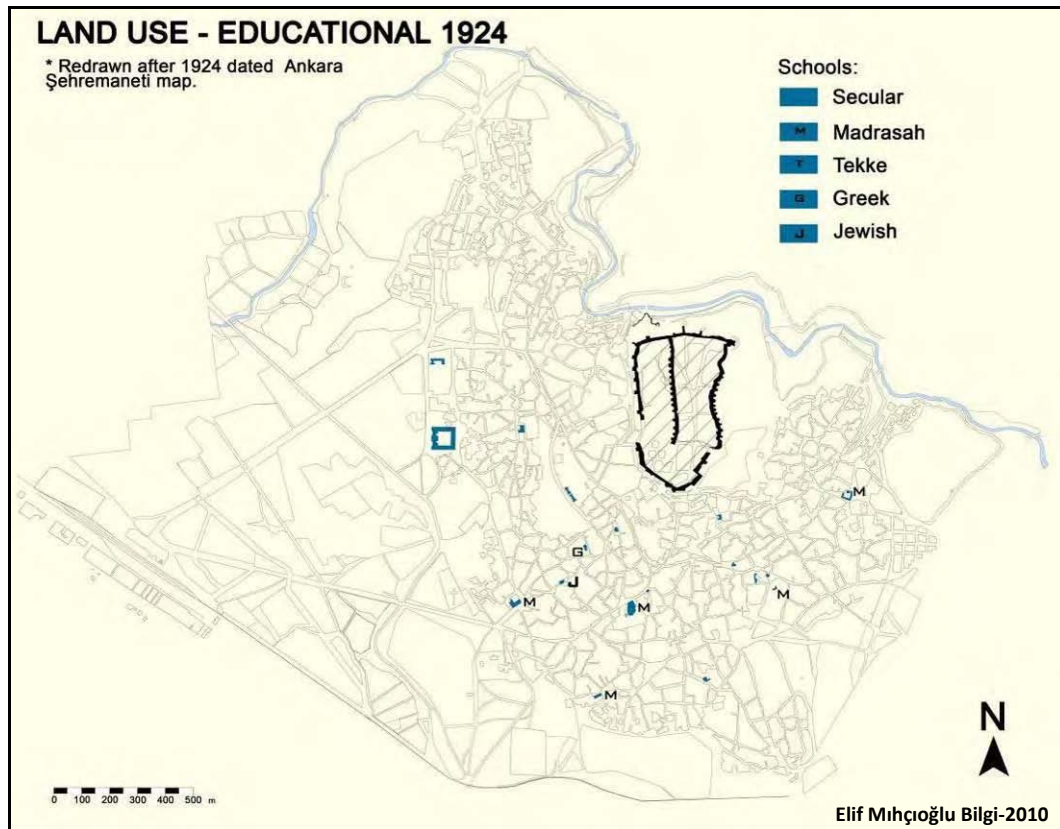 LAND USE - EDUCATIONAL 1924
* Redrawn after 1924 dated Ankara
Şehremaneti map.
Schools:
Secular
M Madrasah
T Tekke
G Greek
J Jewish
M
G
J
M
M
M
M
N
0 100 200 300 400 500 m
Elif Mıhçıoğlu Bilgi-2010